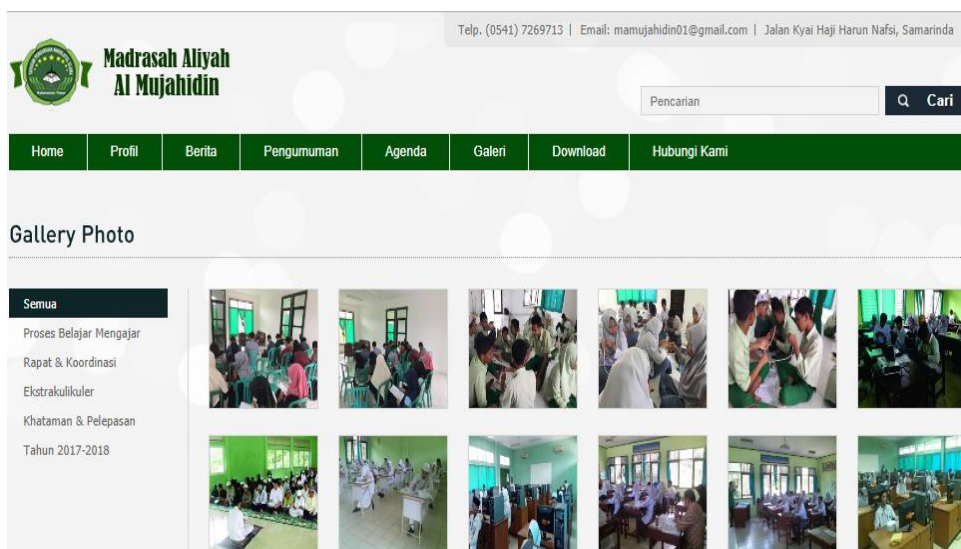 Telp. (0541) 7269713 | Email: mamujahidin01@gmail.com | Jalan Kyai Haji Harun Nafsi, Samarinda
Madrasah Aliyah
Al Mujahidin
Pencarian
Cari
Home Profil Berita Pengumuman Agenda Galeri Download Hubungi Kami
Gallery Photo
Semua
Proses Belajar Mengajar
Rapat & Koordinasi
Ekstrakulikuler
Khataman & Pelepasan
Tahun 2017-2018